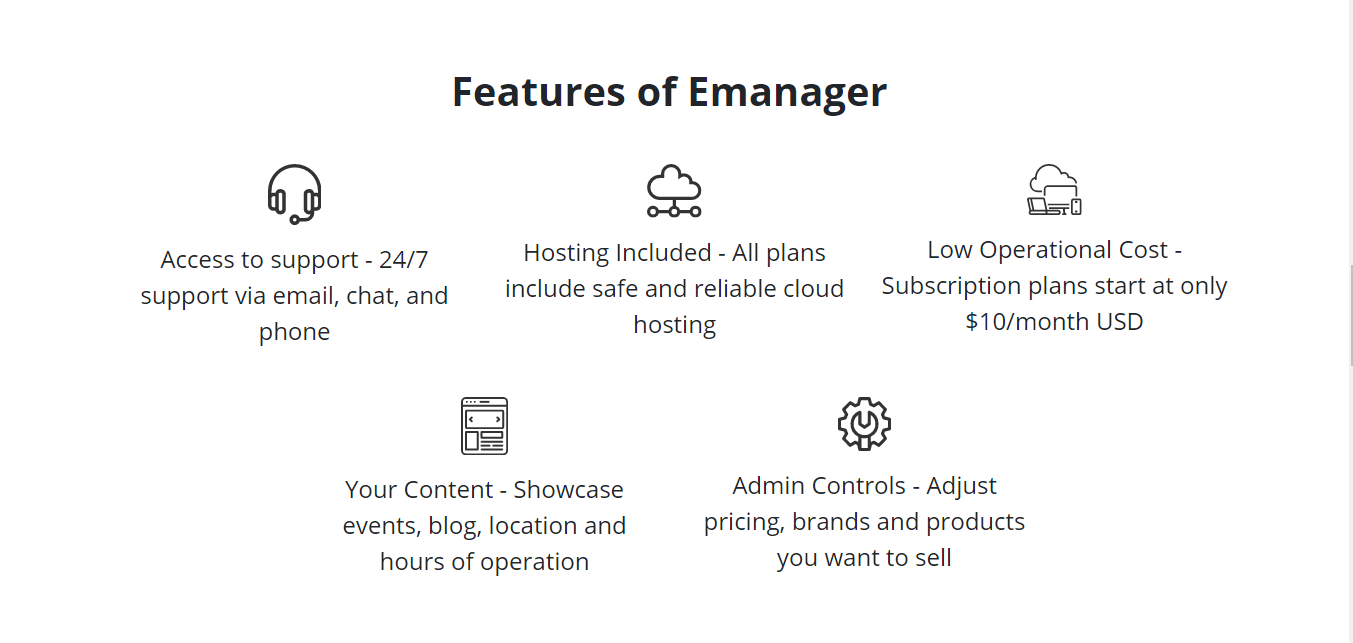 Features of Emanager
Access to support - 24/7
support via email, chat, and
phone
Hosting Included - All plans
include safe and reliable cloud
hosting
Low Operational Cost -
Subscription plans start at only
$10/month USD
Your Content - Showcase
events, blog, location and
hours of operation
Admin Controls - Adjust
pricing, brands and products
you want to sell